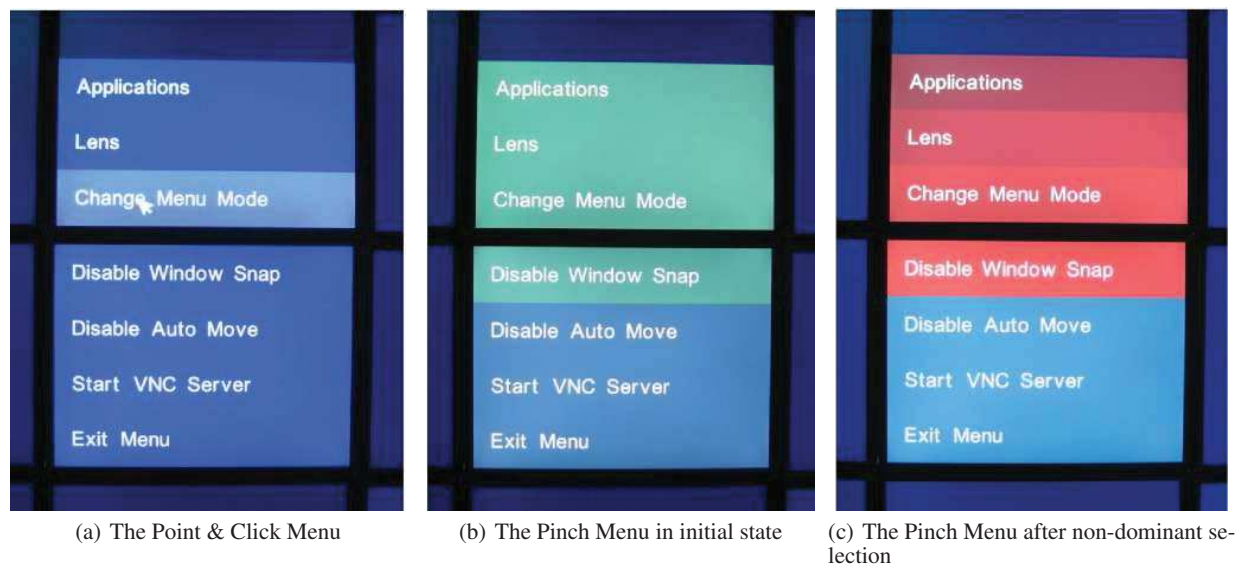 Applications
Lens
Change Menu Mode
Disable Window Snap
Disable Auto Move
Start VNC Server
Exit Menu
(a) The Point & Click Menu
Applications
Lens
Change Menu Mode
Disable Window Snap
Disable Auto Move
Start VNC Server
Exit Menu
(b) The Pinch Menu in initial state
Applications
Lens
Change Menu Mode
Disable Window Snap
Disable Auto Move
Start VNC Server
Exit Menu
(c) The Pinch Menu after non-dominant se-
lection